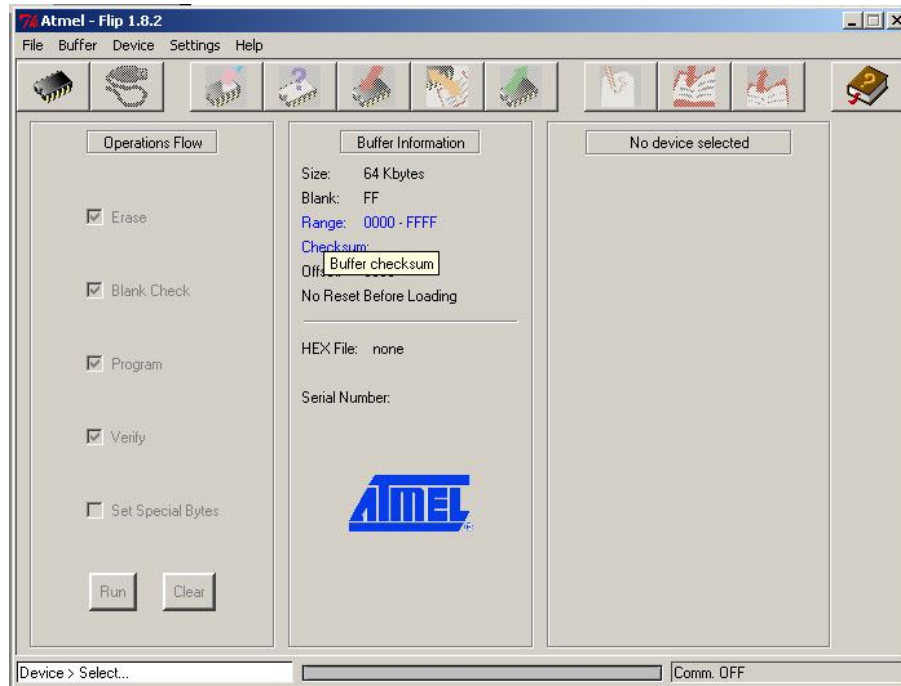 Atmel - Flip 1.8.2
File Buffer Device Settings Help
Operations Flow
Erase
Blank Check
Program
Verify
Set Special Bytes
Run Clear
Buffer Information
Size: 64 Kbytes
Blank: FF
Range: 0000 - FFFF
Checksum:
Buffer checksum
No Reset Before Loading
HEX File: none
Serial Number:
ATMEL
No device selected
Device > Select...
Comm. OFF